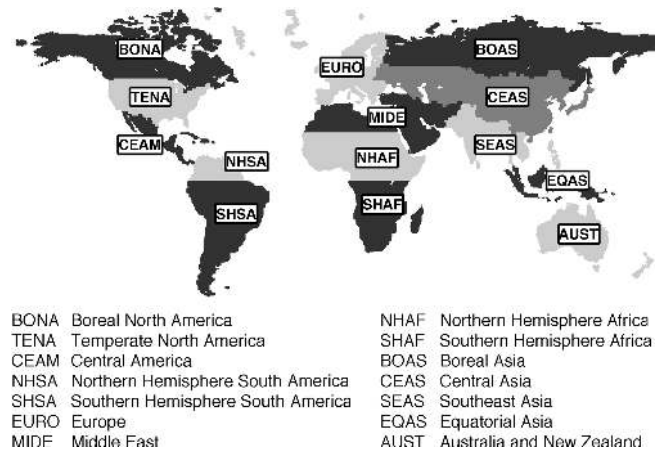 BONA
BOAS
EURO
TENA
CEAS
MIDE
CEAM
SEAS
NHSA
NHAF
EQAS
SHSA
SHAF
AUST
BONA Boreal North America
TENA Temperate North America
CEAM Central America
NHSA Northern Hemisphere South America
SHSA Southern Hemisphere South America
EURO Europe
MIDE Middle East
NHAF Northern Hemisphere Africa
SHAF Southern Hemisphere Africa
BOAS Boreal Asia
CEAS Central Asia
SEAS Southeast Asia
EQAS Equatorial Asia
AUST Australia and New Zealand